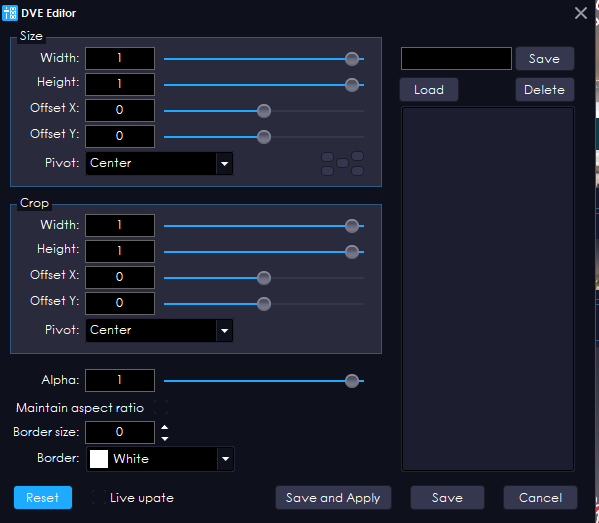 DVE Editor
Size
Width: 1
Height: 1
Offset X: 0
Offset Y: 0
Pivot: Center
Save
Load Delete
Crop
Width: 1
Height: 1
Offset X: 0
Offset Y: 0
Pivot: Center
Alpha: 1
Maintain aspect ratio
Border size: 0
Border: White
Reset Live upate Save and Apply Save Cancel